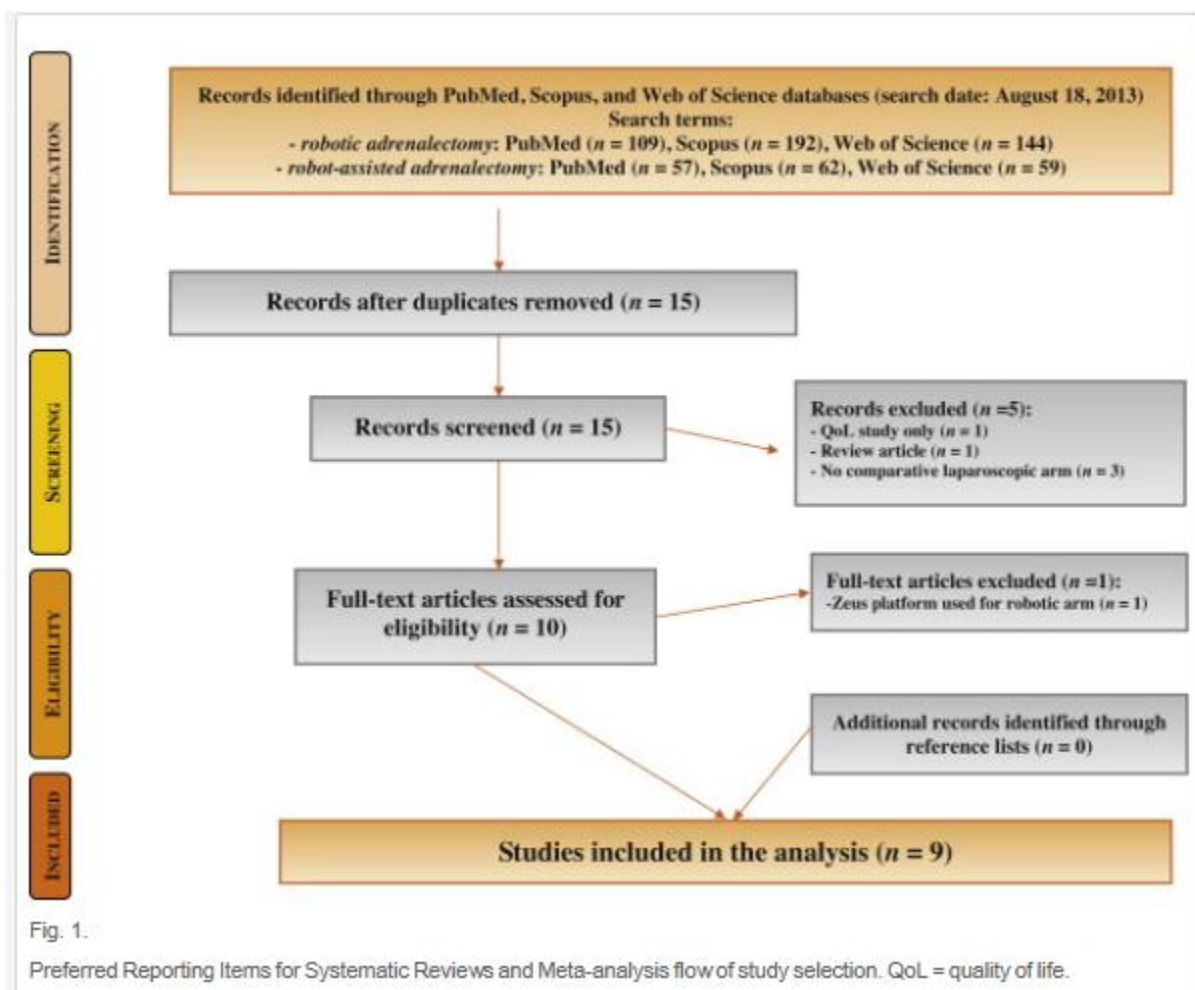 IDENTIFICATION
Records identified through PubMed, Scopus, and Web of Science databases (search date: August 18, 2013)
Search terms:
- robotic adrenalectomy: PubMed (n = 109), Scopus (n = 192), Web of Science (n = 144)
- robot-assisted adrenalectomy: PubMed (n = 57), Scopus (n = 62), Web of Science (n = 59)
Records after duplicates removed (n = 15)
SCREENING
Records screened (n = 15)
Records excluded (n =5):
- QoL study only (n = 1)
- Review article (n = 1)
- No comparative laparoscopic arm (n = 3)
ELIGIBILITY
Full-text articles assessed for
eligibility (n = 10)
Full-text articles excluded (n =1):
-Zeus platform used for robotic arm (n = 1)
Additional records identified through
reference lists (n = 0)
INCLUDED
Studies included in the analysis (n = 9)
Fig. 1.
Preferred Reporting Items for Systematic Reviews and Meta-analysis flow of study selection. QoL = quality of life.